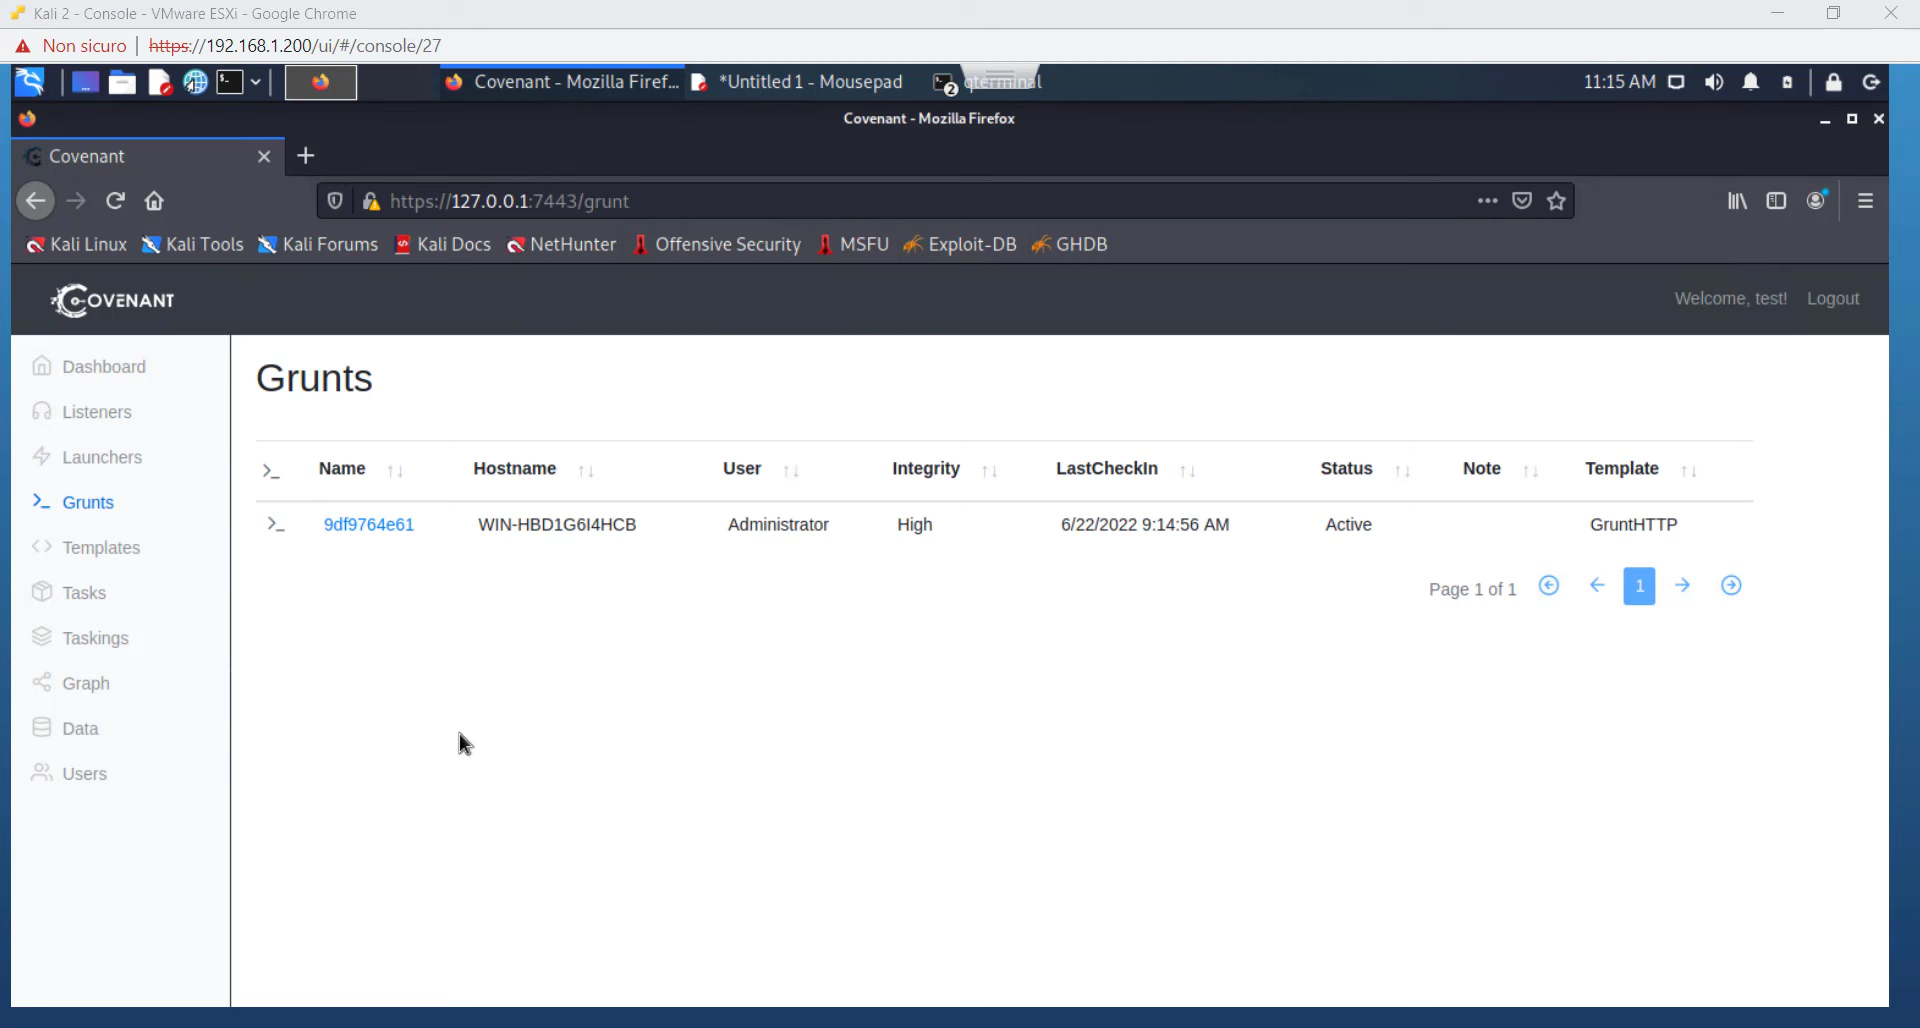 Kali 2 - Console - VMware ESXi - Google Chrome
Non sicuro | https://192.168.1.200/ui/#/console/27
Covenant - Mozilla Firef... *Untitled 1 - Mousepad 2 qterminal 11:15 AM
Covenant - Mozilla Firefox
Covenant
https://127.0.0.1:7443/grunt
Kali Linux Kali Tools Kali Forums Kali Docs NetHunter Offensive Security MSFU Exploit-DB GHDB
COVENANT Welcome, test! Logout
Dashboard
Listeners
Launchers
Grunts
Templates
Tasks
Taskings
Graph
Data
Users
Grunts
Name Hostname User Integrity LastCheckIn Status Note Template
9df9764e61 WIN-HBD1G6I4HCB Administrator High 6/22/2022 9:14:56 AM Active GruntHTTP
Page 1 of 1 1